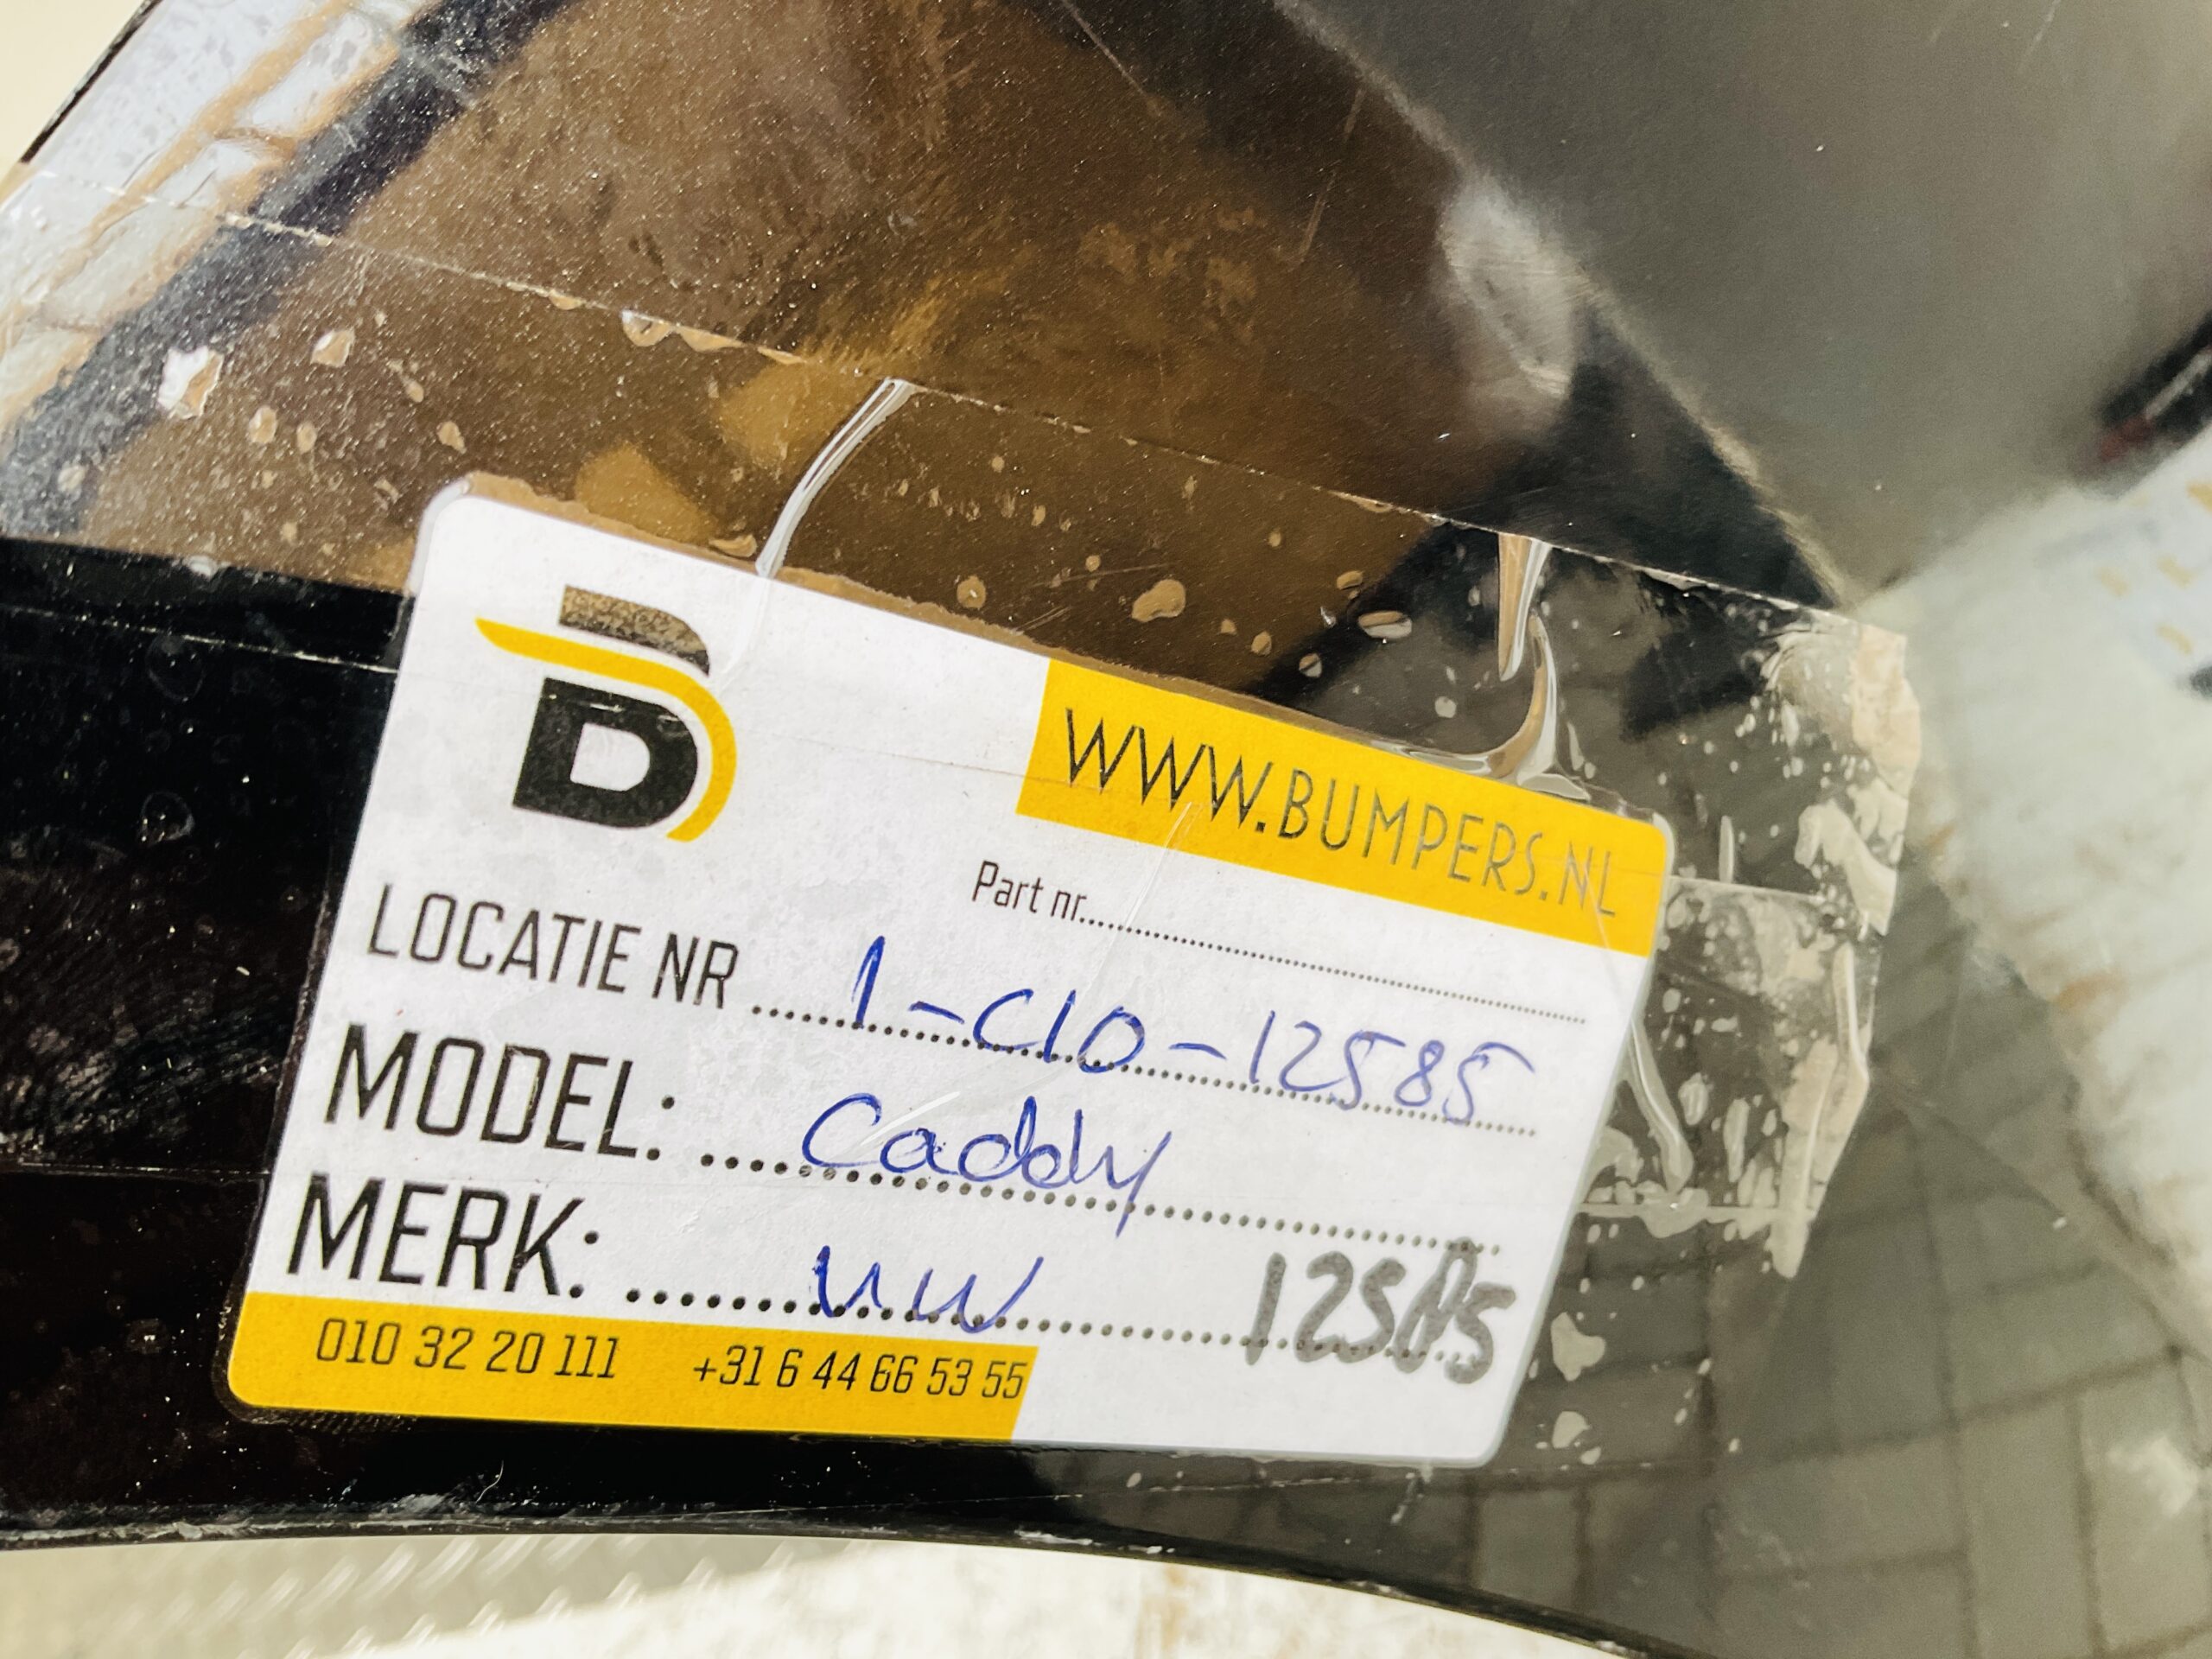 B
WWW.BUMPERS.NL
Part nr.........................................
LOCATIE NR ..... 1-C10-12585
MODEL: ..... Caddy
MERK: ..... VW 12585
010 32 20 111 +31 6 44 66 53 55